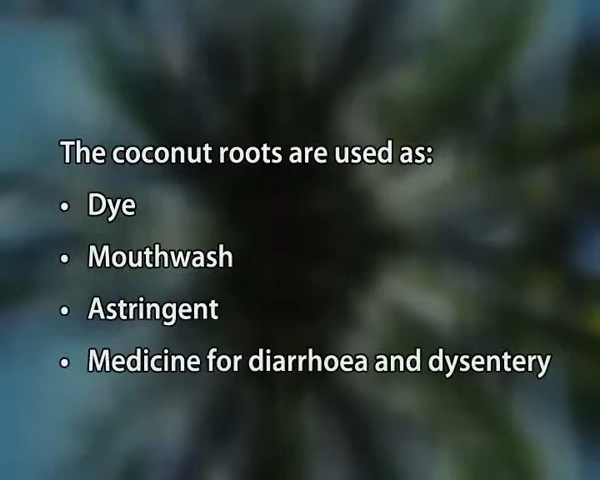 The coconut roots are used as:
• Dye
• Mouthwash
• Astringent
• Medicine for diarrhoea and dysentery